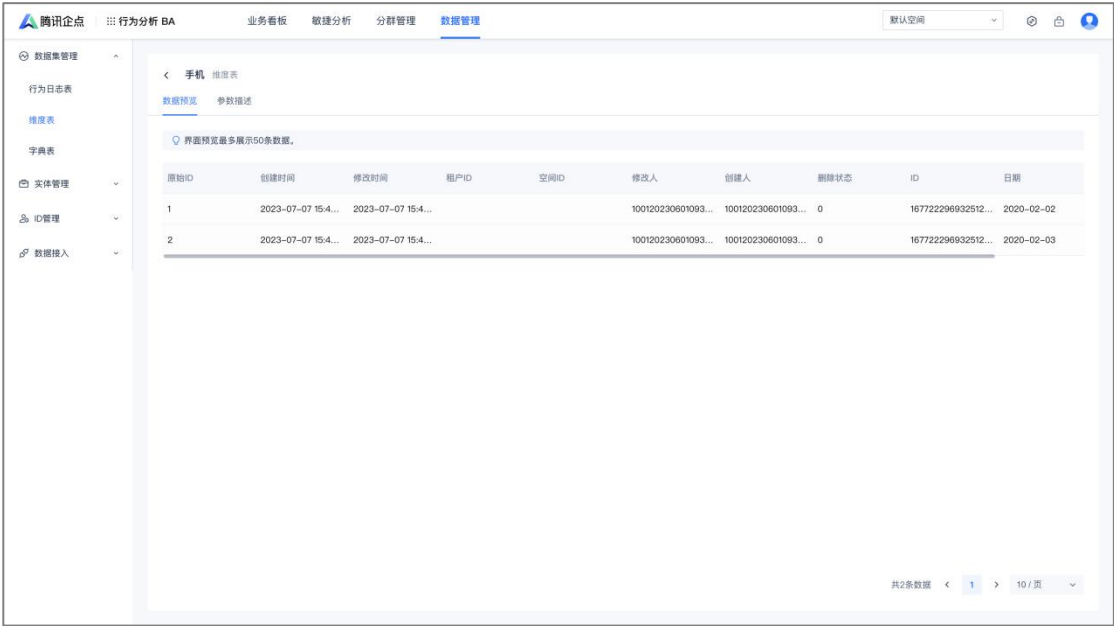 腾讯企点 行为分析 BA 业务看板 敏捷分析 分群管理 数据管理 默认空间
数据集管理
行为日志表
维度表
字典表
实体管理
ID管理
数据接入
手机 维度表
数据预览 参数描述
界面预览最多展示50条数据。
原始ID 创建时间 修改时间 租户ID 空间ID 修改人 创建人 删除状态 ID 日期
1 2023-07-07 15:4... 2023-07-07 15:4... 100120230601093... 100120230601093... 0 167722296932512... 2020-02-02
2 2023-07-07 15:4... 2023-07-07 15:4... 100120230601093... 100120230601093... 0 167722296932512... 2020-02-03
共2条数据 1 10 / 页